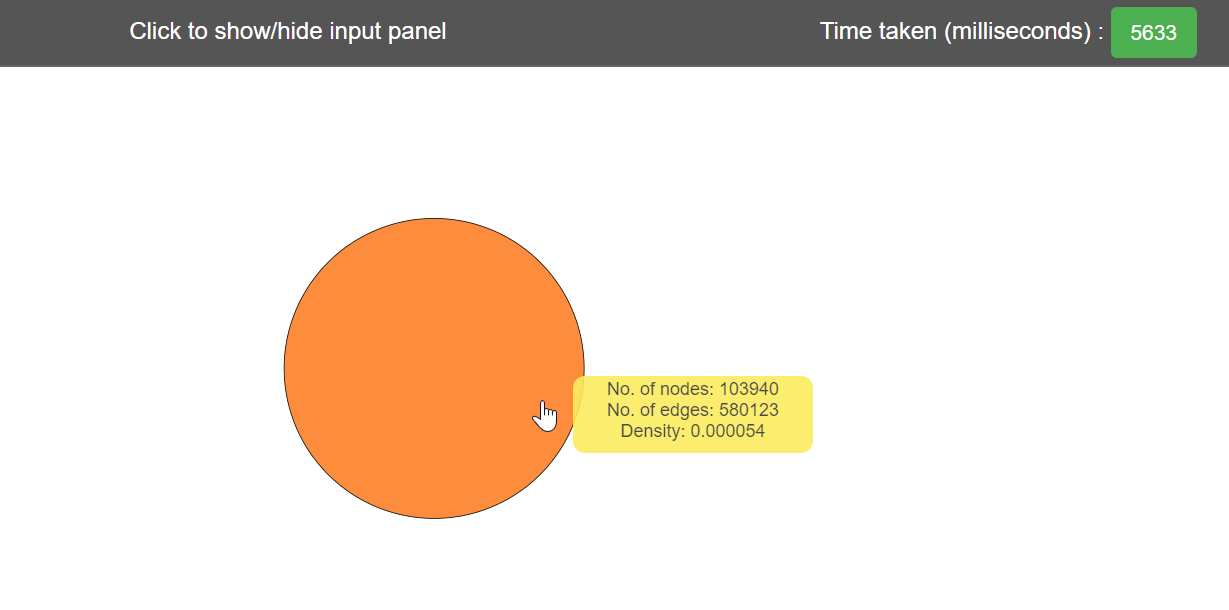 Click to show/hide input panel
Time taken (milliseconds) : 5633
No. of nodes: 103940
No. of edges: 580123
Density: 0.000054